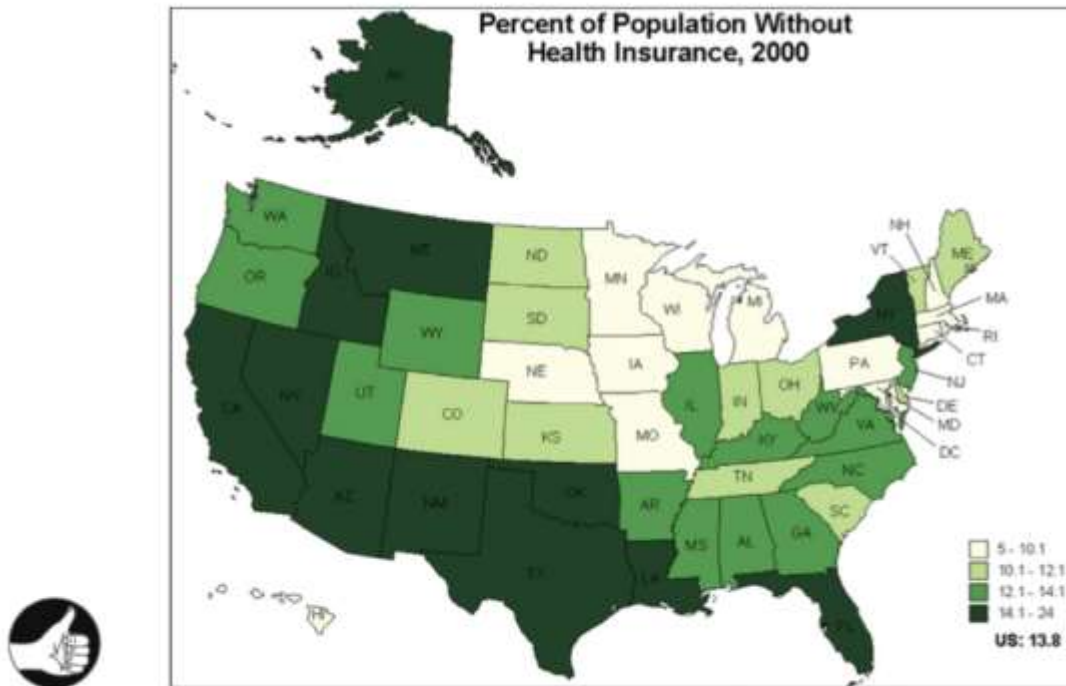 Percent of Population Without
Health Insurance, 2000
AK
WA
MT
ND
OR
ID
MN
NH
VT
ME
SD
WI
MI
MA
NY
WY
RI
CT
NE
IA
PA
NJ
NV
UT
IL
IN
OH
DE
CA
CO
WV
VA
MD
KS
MO
KY
DC
TN
NC
AZ
NM
OK
AR
SC
MS
AL
GA
TX
LA
FL
HI
5 - 10.1
10.1 - 12.1
12.1 - 14.1
14.1 - 24
US: 13.8